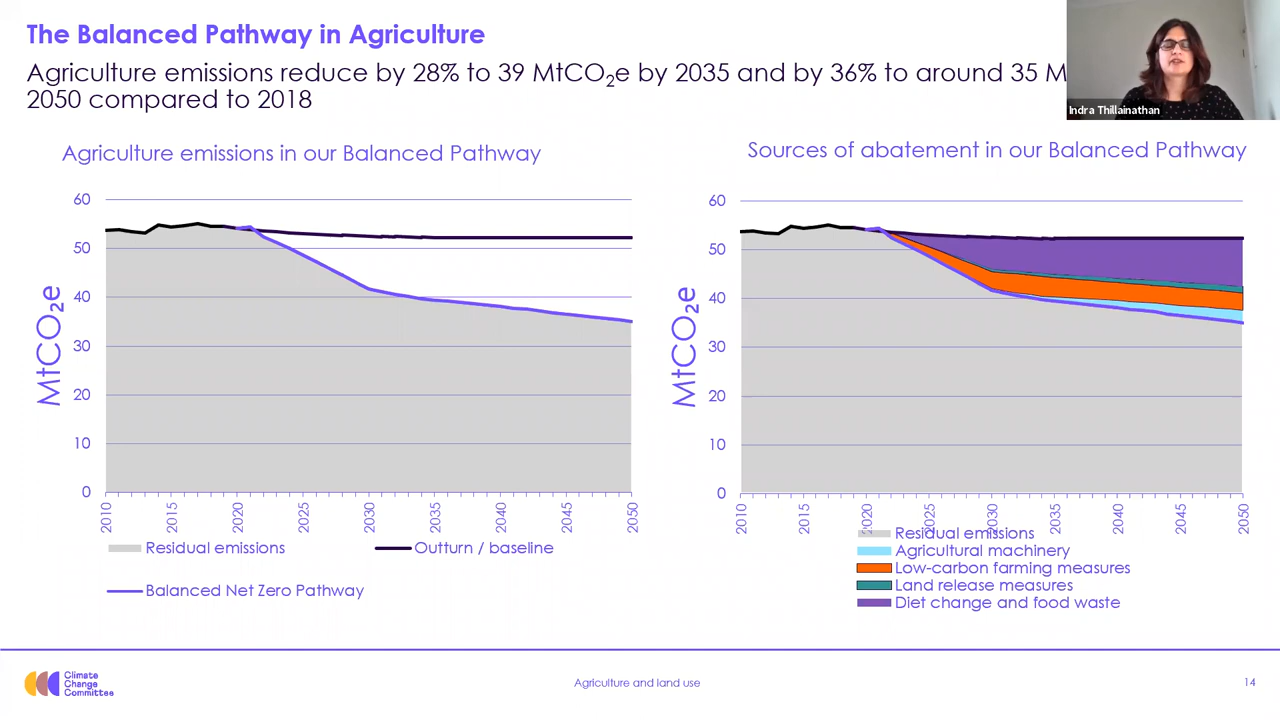 The Balanced Pathway in Agriculture
Agriculture emissions reduce by 28% to 39 MtCO₂e by 2035 and by 36% to around 35 M
2050 compared to 2018
Indra Thillainathan
Agriculture emissions in our Balanced Pathway
MtCO₂e
60
50
40
30
20
10
0
2010
2015
2020
2025
2030
2035
2040
2045
2050
Residual emissions
Outturn / baseline
Balanced Net Zero Pathway
Sources of abatement in our Balanced Pathway
MtCO₂e
60
50
40
30
20
10
0
2010
2015
2020
2025
2030
2035
2040
2045
2050
Residual emissions
Agricultural machinery
Low-carbon farming measures
Land release measures
Diet change and food waste
Climate
Change
Committee
Agriculture and land use
14